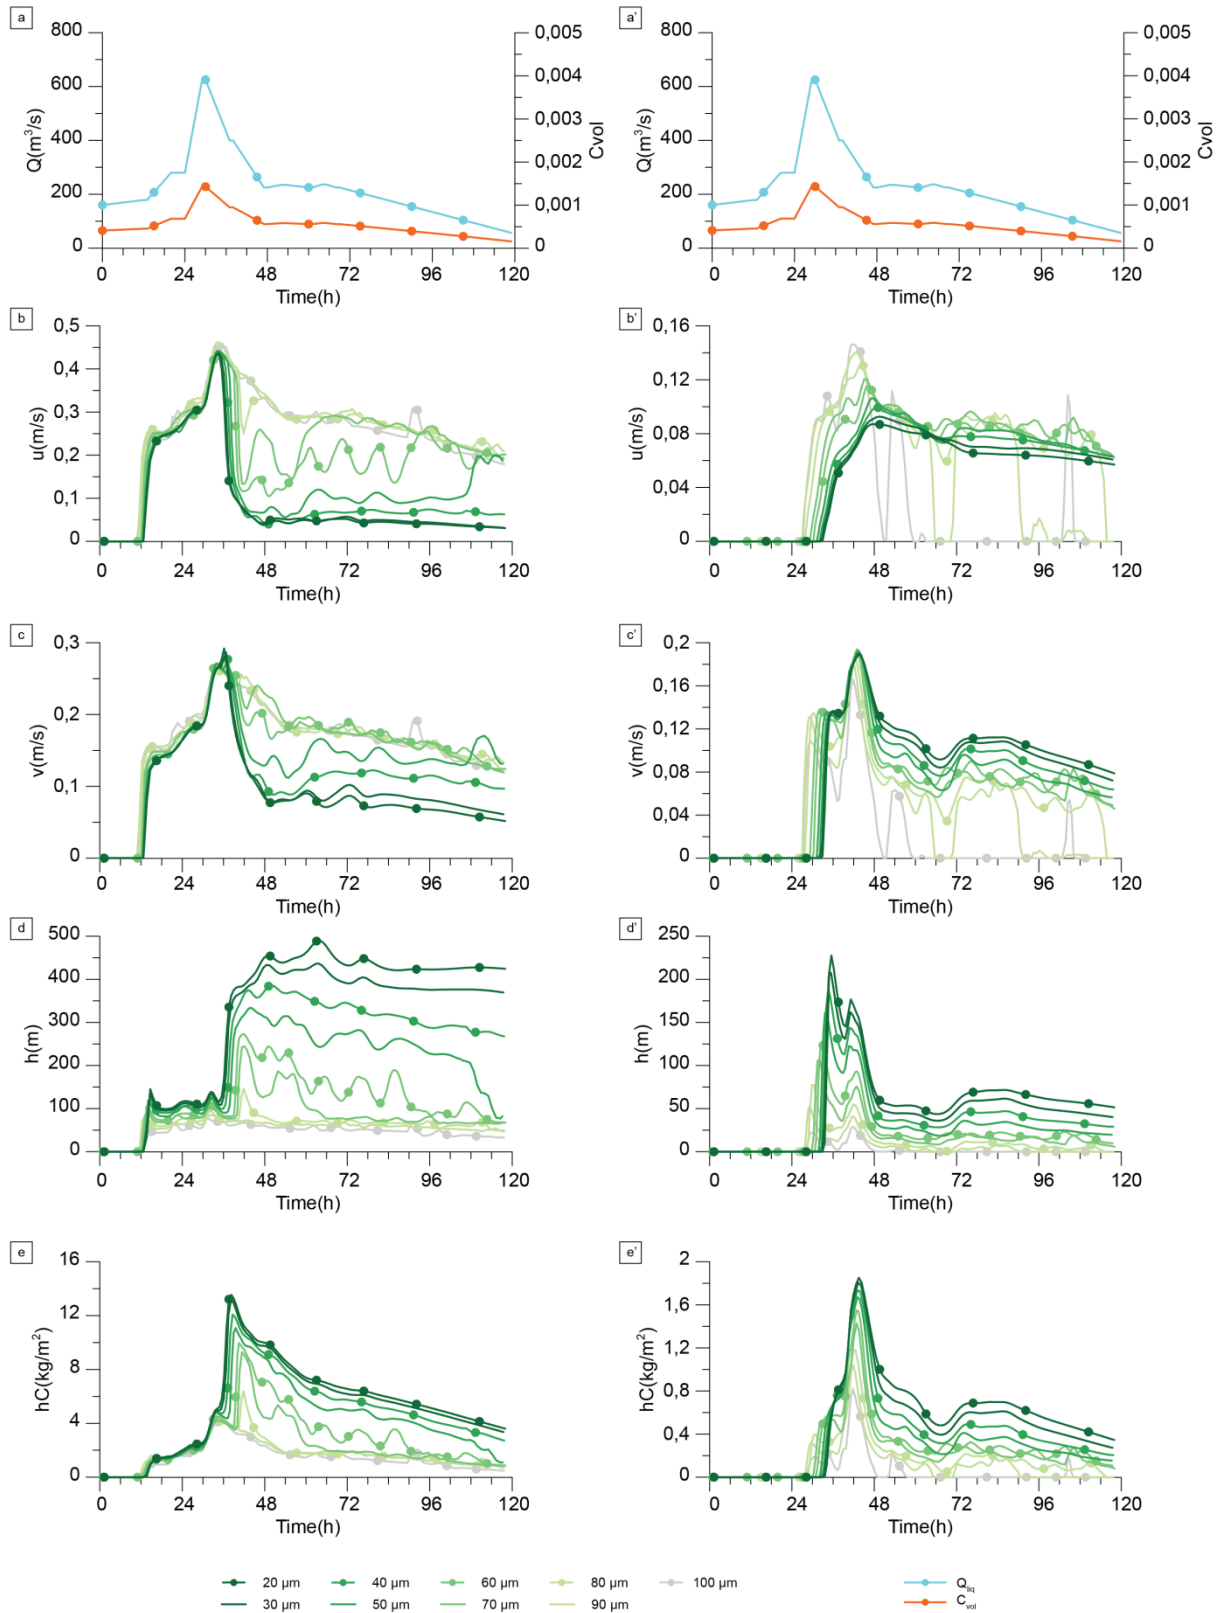 a
a'
800
600
400
200
0
Q(m³/s)
0,005
0,004
0,003
0,002
0,001
0
Cvol
0 24 48 72 96 120
Time(h)
800
600
400
200
0
Q(m³/s)
0,005
0,004
0,003
0,002
0,001
0
Cvol
0 24 48 72 96 120
Time(h)
b
0,5
0,4
0,3
0,2
0,1
0
u(m/s)
0 24 48 72 96 120
Time(h)
b'
0,16
0,12
0,08
0,04
0
u(m/s)
0 24 48 72 96 120
Time(h)
c
0,3
0,2
0,1
0
v(m/s)
0 24 48 72 96 120
Time(h)
c'
0,2
0,16
0,12
0,08
0,04
0
v(m/s)
0 24 48 72 96 120
Time(h)
d
500
400
300
200
100
0
h(m)
0 24 48 72 96 120
Time(h)
d'
250
200
150
100
50
0
h(m)
0 24 48 72 96 120
Time(h)
e
16
12
8
4
0
hC(kg/m²)
0 24 48 72 96 120
Time(h)
e'
2
1,6
1,2
0,8
0,4
0
hC(kg/m²)
0 24 48 72 96 120
Time(h)
20 µm 40 µm 60 µm 80 µm 100 µm Qliq
30 µm 50 µm 70 µm 90 µm Cvol